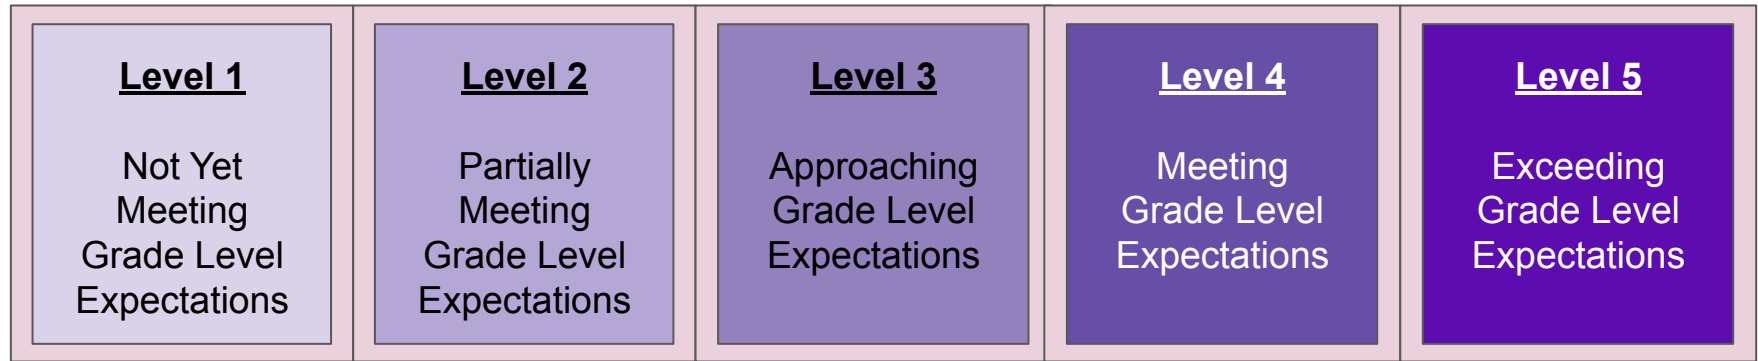 Level 1
Not Yet
Meeting
Grade Level
Expectations
Level 2
Partially
Meeting
Grade Level
Expectations
Level 3
Approaching
Grade Level
Expectations
Level 4
Meeting
Grade Level
Expectations
Level 5
Exceeding
Grade Level
Expectations